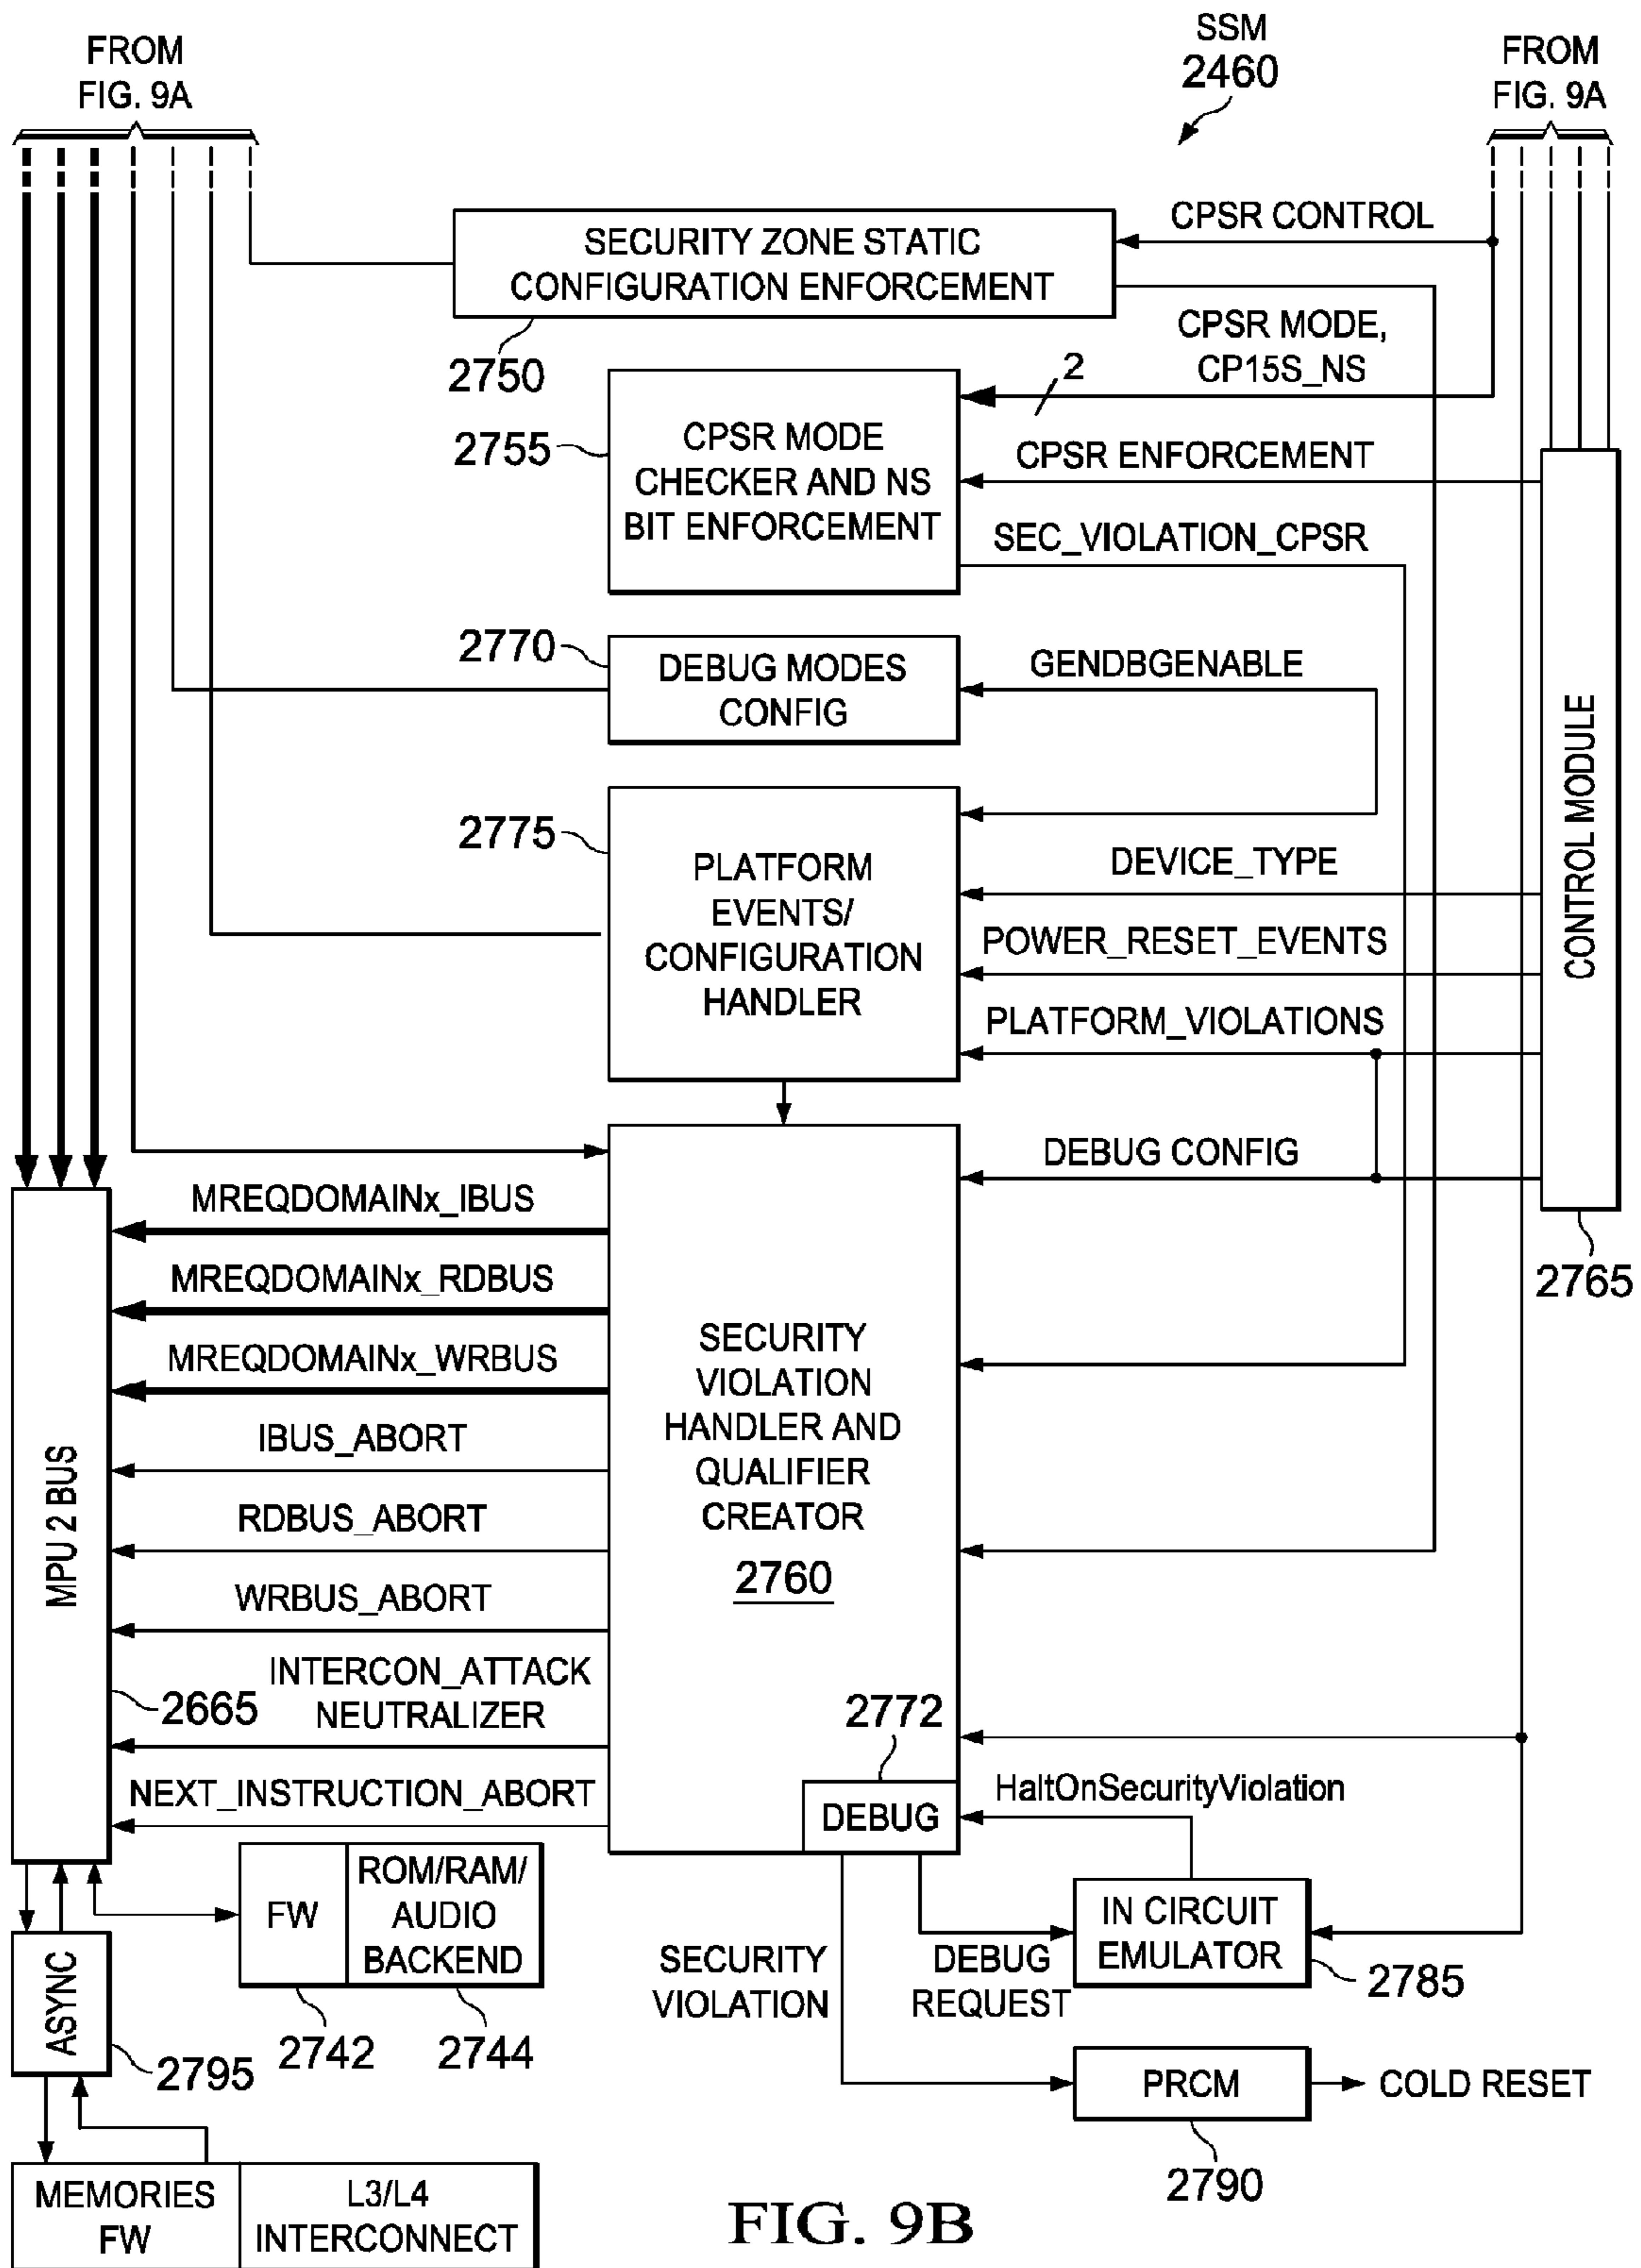 FROM
FIG. 9A
SSM
2460
FROM
FIG. 9A
CPSR CONTROL
SECURITY ZONE STATIC
CONFIGURATION ENFORCEMENT
2750
CPSR MODE,
CP15S_NS
2
2755
CPSR MODE
CHECKER AND NS
BIT ENFORCEMENT
CPSR ENFORCEMENT
SEC_VIOLATION_CPSR
2770
DEBUG MODES
CONFIG
GENDBGENABLE
2775
PLATFORM
EVENTS/
CONFIGURATION
HANDLER
DEVICE_TYPE
POWER_RESET_EVENTS
PLATFORM_VIOLATIONS
DEBUG CONFIG
CONTROL MODULE
2765
MREQDOMAINx_IBUS
MREQDOMAINx_RDBUS
MREQDOMAINx_WRBUS
IBUS_ABORT
RDBUS_ABORT
WRBUS_ABORT
INTERCON_ATTACK
NEUTRALIZER
NEXT_INSTRUCTION_ABORT
MPU 2 BUS
2665
SECURITY
VIOLATION
HANDLER AND
QUALIFIER
CREATOR
2760
2772
DEBUG
HaltOnSecurityViolation
FW
ROM/RAM/
AUDIO
BACKEND
2742
2744
ASYNC
2795
SECURITY
VIOLATION
DEBUG
REQUEST
IN CIRCUIT
EMULATOR
2785
PRCM
COLD RESET
2790
MEMORIES
FW
L3/L4
INTERCONNECT
FIG. 9B